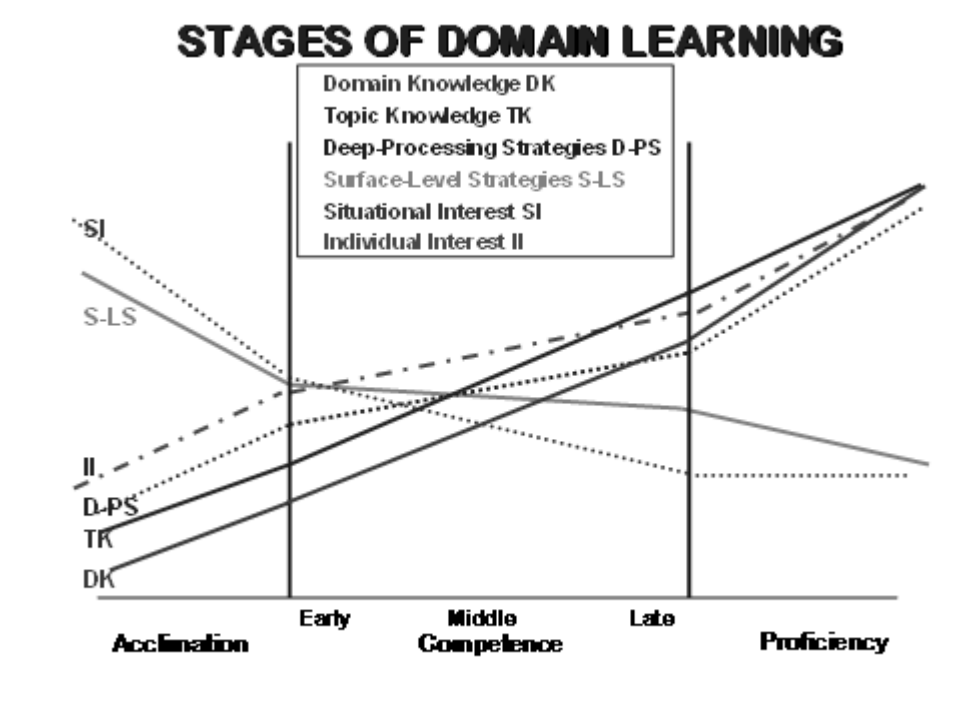 STAGES OF DOMAIN LEARNING
Domain Knowledge DK
Topic Knowledge TK
Deep-Processing Strategies D-PS
Surface-Level Strategies S-LS
Situational Interest SI
Individual Interest II
SI
S-LS
II
D-PS
TK
DK
Early Middle Late
Acclimation Competence Proficiency